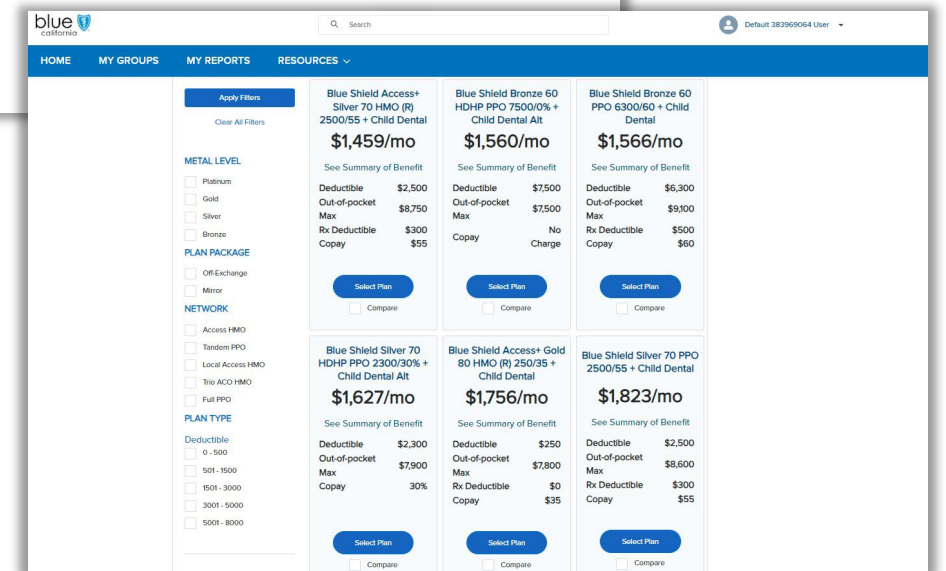 blue
california
Search
Default 383969064 User
HOME MY GROUPS MY REPORTS RESOURCES
Apply Filters
Clear All Filters
METAL LEVEL
Platinum
Gold
Silver
Bronze
PLAN PACKAGE
Off-Exchange
Mirror
NETWORK
Access HMO
Tandem PPO
Local Access HMO
Trio ACO HMO
Full PPO
PLAN TYPE
Deductible
0 - 500
501 - 1500
1501 - 3000
3001 - 5000
5001 - 8000
Blue Shield Access+
Silver 70 HMO (R)
2500/55 + Child Dental
$1,459/mo
See Summary of Benefit
Deductible $2,500
Out-of-pocket
Max $8,750
Rx Deductible $300
Copay $55
Select Plan
Compare
Blue Shield Bronze 60
HDHP PPO 7500/0% +
Child Dental Alt
$1,560/mo
See Summary of Benefit
Deductible $7,500
Out-of-pocket
Max $7,500
Copay No
Charge
Select Plan
Compare
Blue Shield Bronze 60
PPO 6300/60 + Child
Dental
$1,566/mo
See Summary of Benefit
Deductible $6,300
Out-of-pocket
Max $9,100
Rx Deductible $500
Copay $60
Select Plan
Compare
Blue Shield Silver 70
HDHP PPO 2300/30% +
Child Dental Alt
$1,627/mo
See Summary of Benefit
Deductible $2,300
Out-of-pocket
Max $7,900
Copay 30%
Select Plan
Compare
Blue Shield Access+ Gold
80 HMO (R) 250/35 +
Child Dental
$1,756/mo
See Summary of Benefit
Deductible $250
Out-of-pocket
Max $7,800
Rx Deductible $0
Copay $35
Select Plan
Compare
Blue Shield Silver 70 PPO
2500/55 + Child Dental
$1,823/mo
See Summary of Benefit
Deductible $2,500
Out-of-pocket
Max $8,600
Rx Deductible $300
Copay $55
Select Plan
Compare